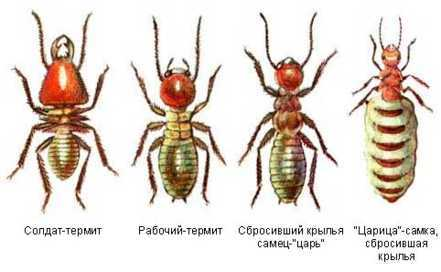 Солдат-термит
Рабочий-термит
Сбросивший крылья
самец-"царь"
"Царица"-самка,
сбросившая
крылья